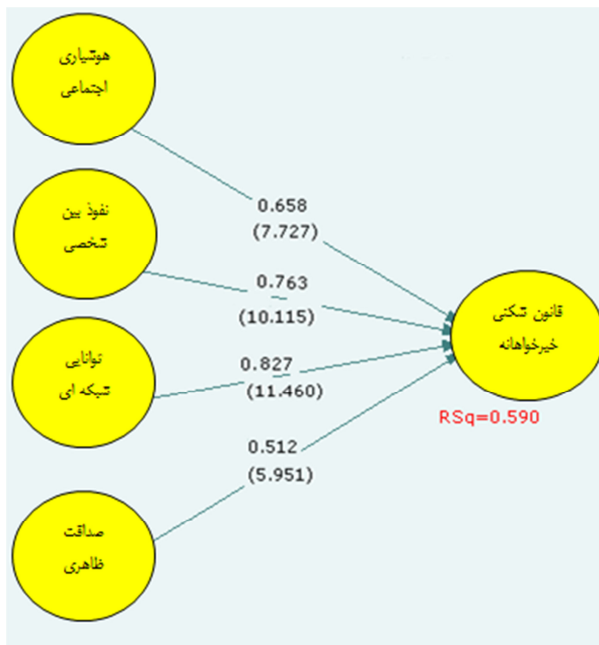 هوشیاری
اجتماعی
0.658
(7.727)
نفوذ بین
شخصی
0.763
(10.115)
توانایی
شبکه ای
0.827
(11.460)
صداقت
ظاهری
0.512
(5.951)
قانون شکنی
خیرخواهانه
RSq=0.590